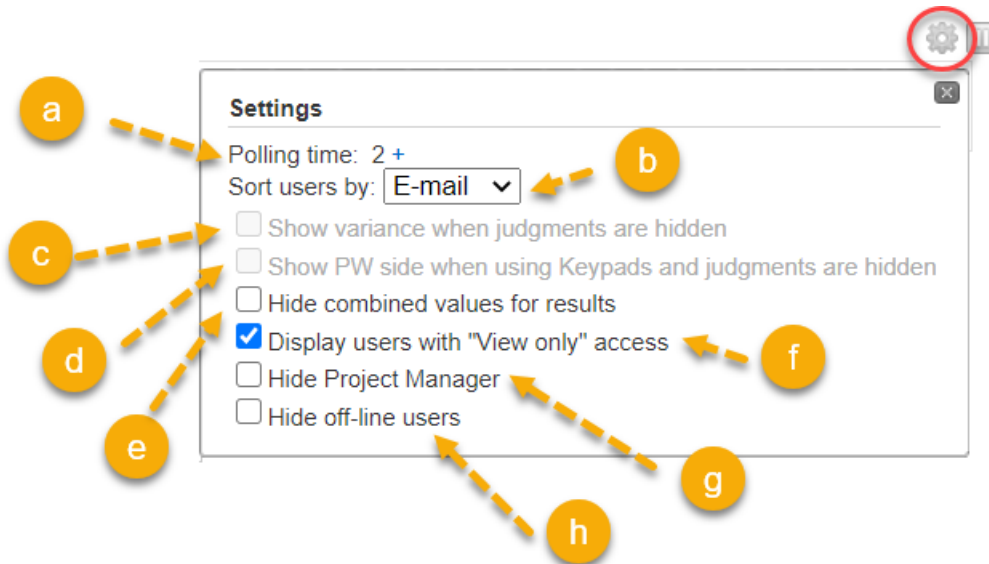 Settings
a
Polling time: 2 +
b
Sort users by: E-mail
c
Show variance when judgments are hidden
d
Show PW side when using Keypads and judgments are hidden
e
Hide combined values for results
f
Display users with "View only" access
g
Hide Project Manager
h
Hide off-line users